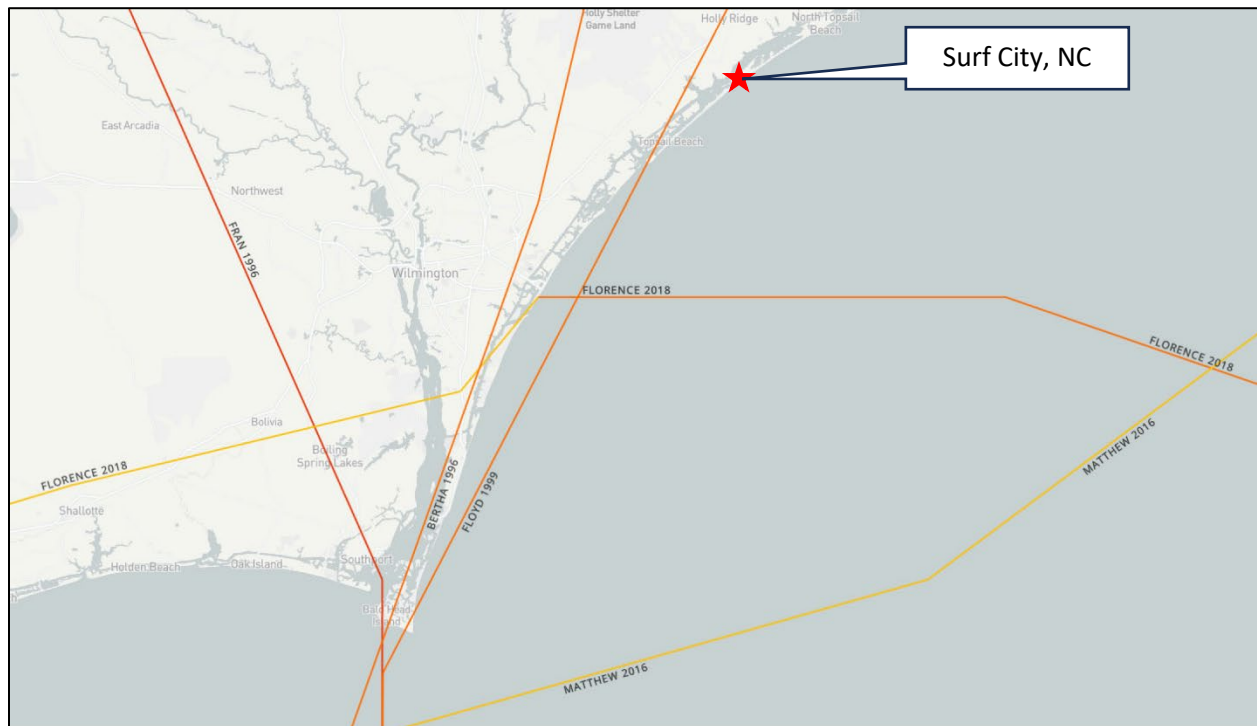 Holly Shelter
Game Land
Holly Ridge
North Topsail
Beach
Surf City, NC
East Arcadia
Topsail Beach
Northwest
FRAN 1996
Wilmington
FLORENCE 2018
FLORENCE 2018
MATTHEW 2016
Bolivia
Boiling
Spring Lakes
FLORENCE 2018
BERTHA 1996
FLOYD 1999
Shallotte
Holden Beach
Oak Island
Southport
Bald Head
Island
MATTHEW 2016